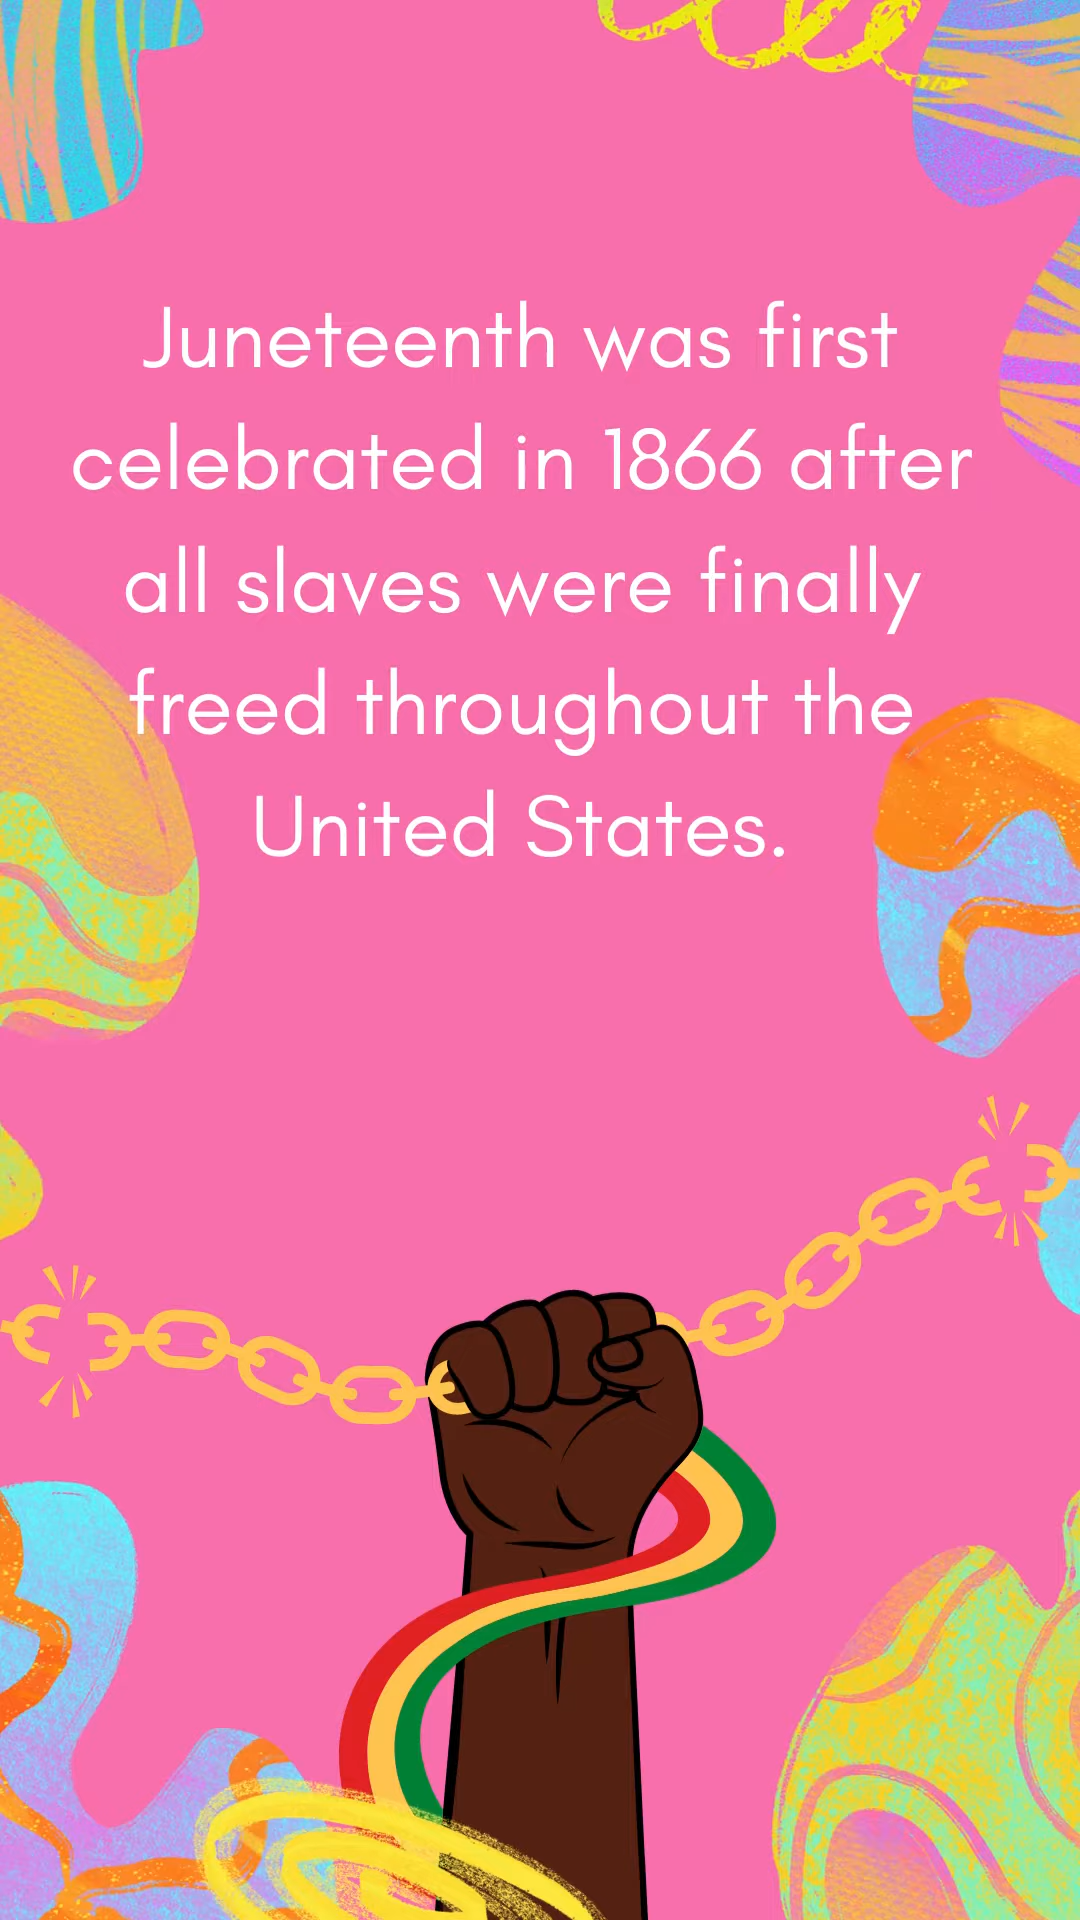 Juneteenth was first
celebrated in 1866 after
all slaves were finally
freed throughout the
United States.